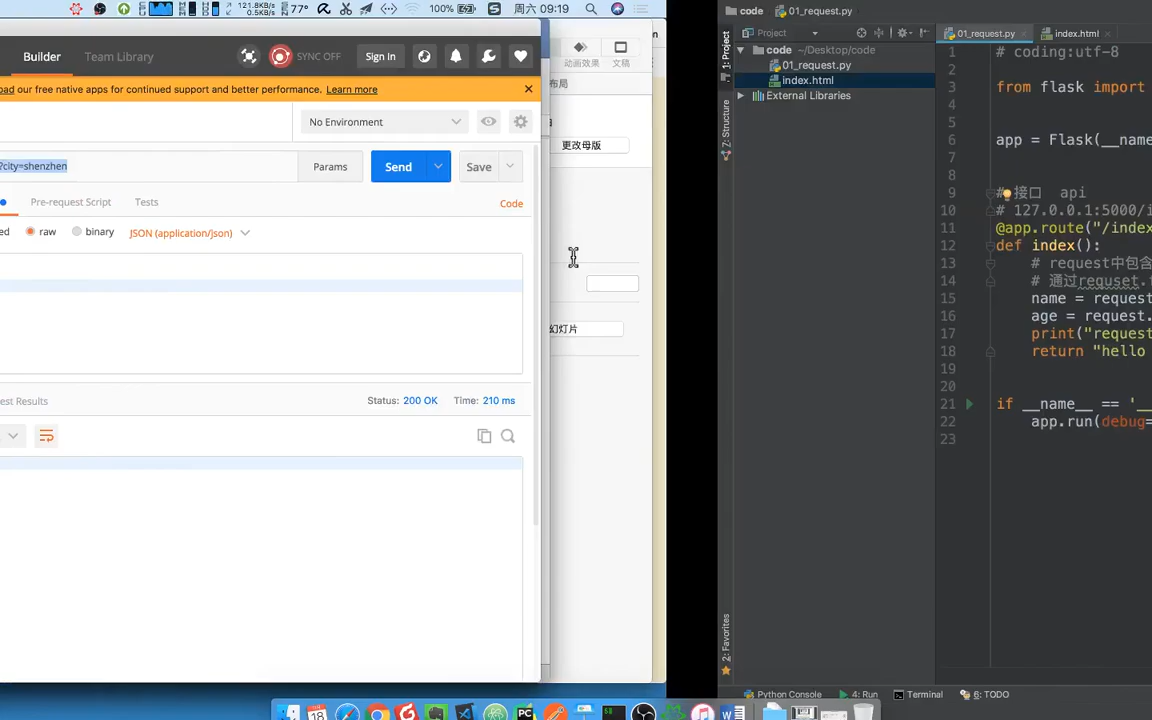 121.8KB/s
0.5KB/s
77°
100%
周六 09:19
Builder
Team Library
SYNC OFF
Sign In
oad our free native apps for continued support and better performance. Learn more
No Environment
?city=shenzhen
Params
Send
Save
Pre-request Script
Tests
Code
ed
raw
binary
JSON (application/json)
est Results
Status: 200 OK
Time: 210 ms
动画效果
文稿
布局
更改母版
幻灯片
code
01_request.py
Project
1: Project
Z: Structure
2: Favorites
code ~/Desktop/code
01_request.py
index.html
External Libraries
01_request.py
index.html
1 # coding:utf-8
2
3 from flask import
4
5
6 app = Flask(__name
7
8
9 # 接口 api
10 # 127.0.0.1:5000/i
11 @app.route("/index
12 def index():
13 # request中包含
14 # 通过requset.
15 name = request
16 age = request.
17 print("request
18 return "hello
19
20
21 if __name__ == '__
22 app.run(debug=
23
Python Console
4: Run
Terminal
6: TODO
18
PC